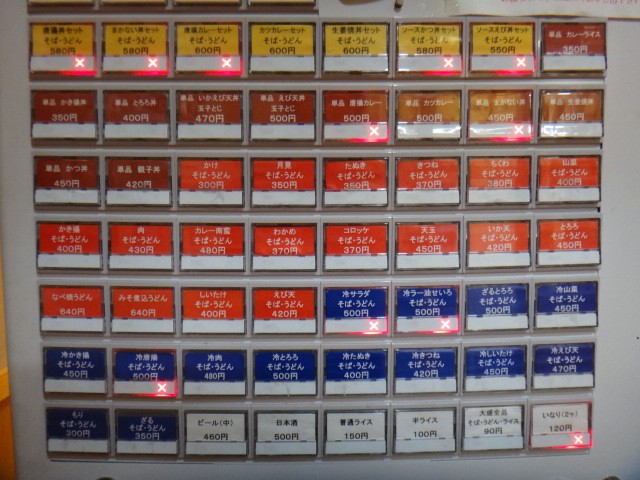 唐揚丼セット
そば・うどん
580円
まかない丼セット
そば・うどん
580円
唐揚カレーセット
そば・うどん
600円
カツカレーセット
そば・うどん
600円
生姜焼丼セット
そば・うどん
600円
ソースかつ丼セット
そば・うどん
580円
ソースえび丼セット
そば・うどん
550円
単品 カレーライス
350円
単品 かき揚丼
350円
単品 とろろ丼
400円
単品 いかえび天丼
玉子とじ
470円
単品 えび天丼
玉子とじ
500円
単品 唐揚カレー
500円
単品 カツカレー
500円
単品 まかない丼
450円
単品 生姜焼丼
450円
単品 かつ丼
450円
単品 親子丼
420円
かけ
そば・うどん
300円
月見
そば・うどん
350円
たぬき
そば・うどん
350円
きつね
そば・うどん
370円
ちくわ
そば・うどん
380円
山菜
そば・うどん
400円
かき揚
そば・うどん
400円
肉
そば・うどん
430円
カレー南蛮
そば・うどん
480円
わかめ
そば・うどん
370円
コロッケ
そば・うどん
370円
天玉
そば・うどん
450円
いか天
そば・うどん
420円
とろろ
そば・うどん
450円
なべ焼うどん
640円
みそ煮込うどん
640円
しいたけ
そば・うどん
400円
えび天
そば・うどん
420円
冷サラダ
そば・うどん
500円
冷ラー油せいろ
そば・うどん
500円
ざるとろろ
そば・うどん
500円
冷山菜
そば・うどん
450円
冷かき揚
そば・うどん
450円
冷唐揚
そば・うどん
500円
冷肉
そば・うどん
480円
冷とろろ
そば・うどん
500円
冷たぬき
そば・うどん
400円
冷きつね
そば・うどん
420円
冷しいたけ
そば・うどん
450円
冷えび天
そば・うどん
470円
もり
そば・うどん
300円
ざる
そば・うどん
350円
ビール(中)
460円
日本酒
500円
普通ライス
150円
半ライス
100円
大盛全品
そば・うどん・ライス
90円
いなり(2ヶ)
120円